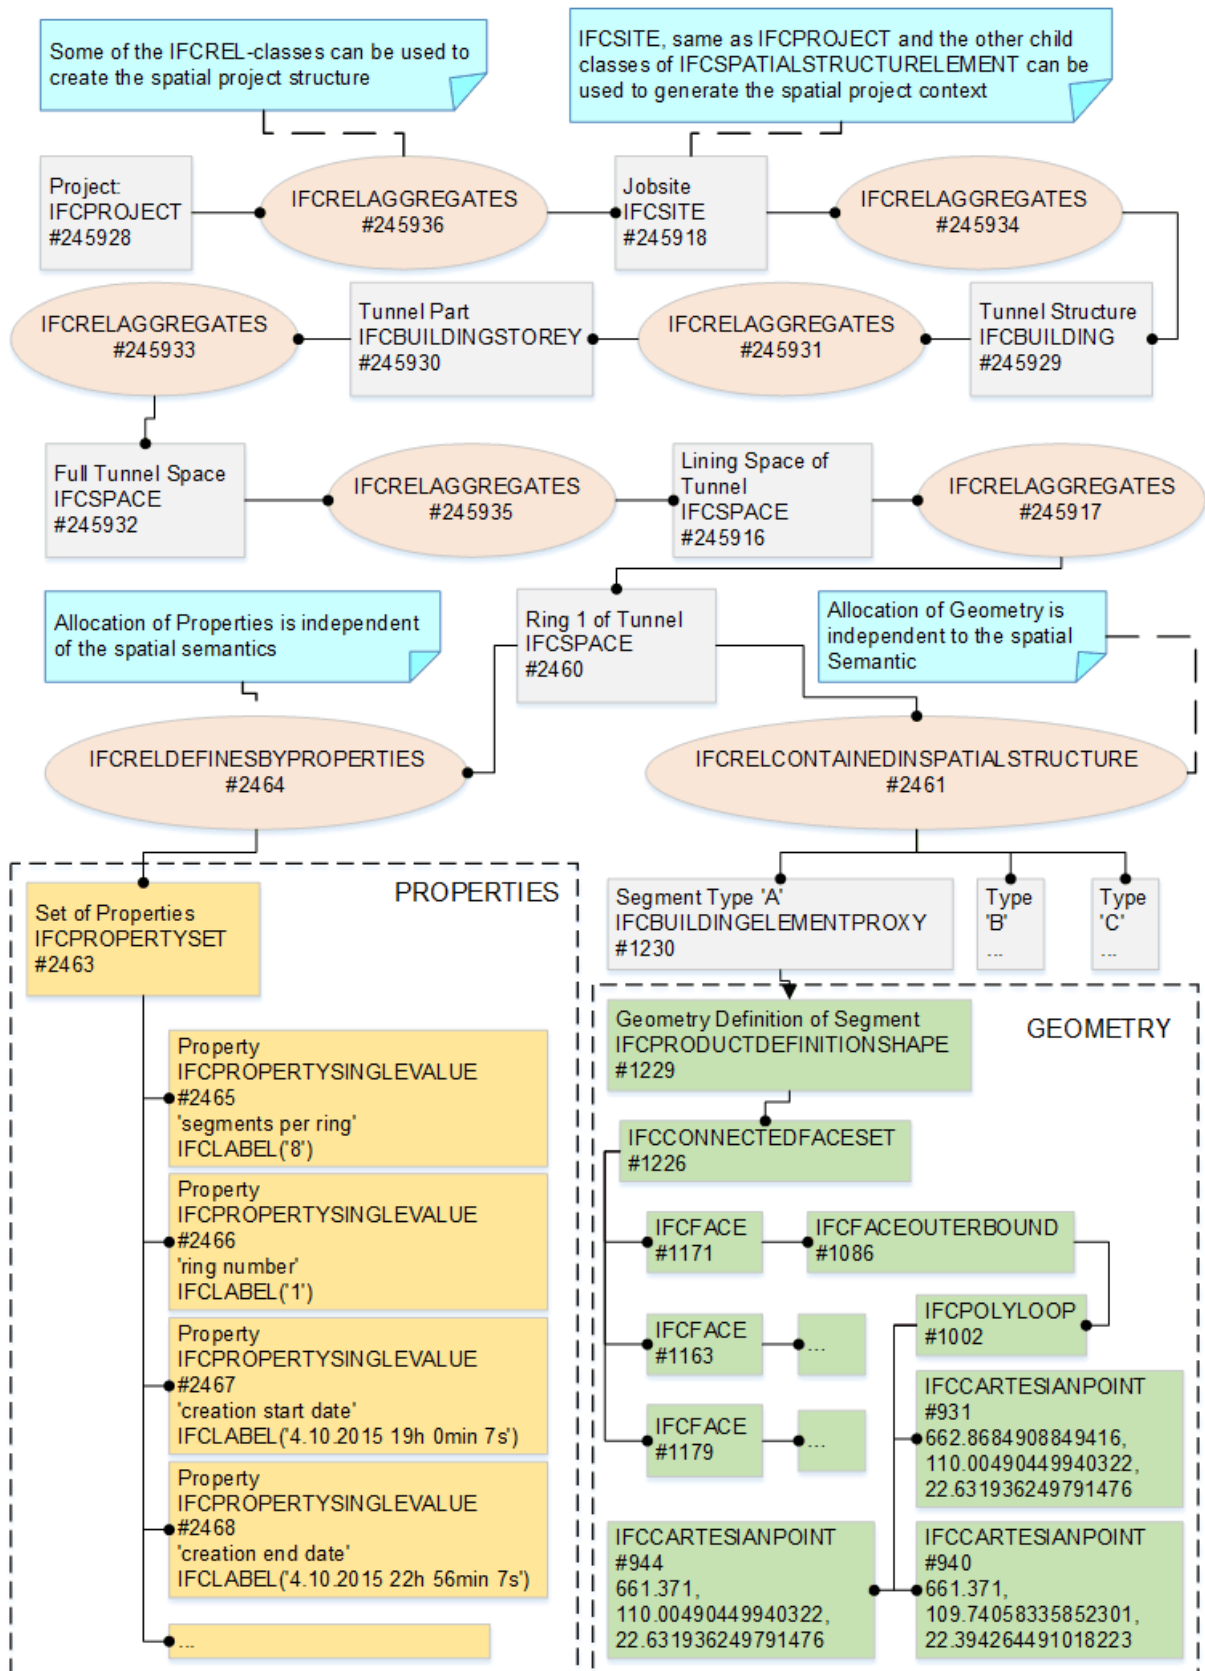 Some of the IFCREL-classes can be used to
create the spatial project structure
IFCSITE, same as IFCPROJECT and the other child
classes of IFCSPATIALSTRUCTURELEMENT can be
used to generate the spatial project context
Project:
IFCPROJECT
#245928
IFCRELAGGREGATES
#245936
Jobsite
IFCSITE
#245918
IFCRELAGGREGATES
#245934
IFCRELAGGREGATES
#245933
Tunnel Part
IFCBUILDINGSTOREY
#245930
IFCRELAGGREGATES
#245931
Tunnel Structure
IFCBUILDING
#245929
Full Tunnel Space
IFCSPACE
#245932
IFCRELAGGREGATES
#245935
Lining Space of
Tunnel
IFCSPACE
#245916
IFCRELAGGREGATES
#245917
Allocation of Properties is independent
of the spatial semantics
Ring 1 of Tunnel
IFCSPACE
#2460
Allocation of Geometry is
independent to the spatial
Semantic
IFCRELDEFINESBYPROPERTIES
#2464
IFCRELCONTAINEDINSPATIALSTRUCTURE
#2461
PROPERTIES
Set of Properties
IFCPROPERTYSET
#2463
Property
IFCPROPERTYSINGLEVALUE
#2465
'segments per ring'
IFCLABEL('8')
Property
IFCPROPERTYSINGLEVALUE
#2466
'ring number'
IFCLABEL('1')
Property
IFCPROPERTYSINGLEVALUE
#2467
'creation start date'
IFCLABEL('4.10.2015 19h 0min 7s')
Property
IFCPROPERTYSINGLEVALUE
#2468
'creation end date'
IFCLABEL('4.10.2015 22h 56min 7s')
...
Segment Type 'A'
IFCBUILDINGELEMENTPROXY
#1230
Type
'B'
...
Type
'C'
...
GEOMETRY
Geometry Definition of Segment
IFCPRODUCTDEFINITIONSHAPE
#1229
IFCCONNECTEDFACESET
#1226
IFCFACE
#1171
IFCFACEOUTERBOUND
#1086
IFCPOLYLOOP
#1002
IFCFACE
#1163
...
IFCFACE
#1179
...
IFCCARTESIANPOINT
#931
662.8684908849416,
110.00490449940322,
22.631936249791476
IFCCARTESIANPOINT
#944
661.371,
110.00490449940322,
22.631936249791476
IFCCARTESIANPOINT
#940
661.371,
109.74058335852301,
22.394264491018223